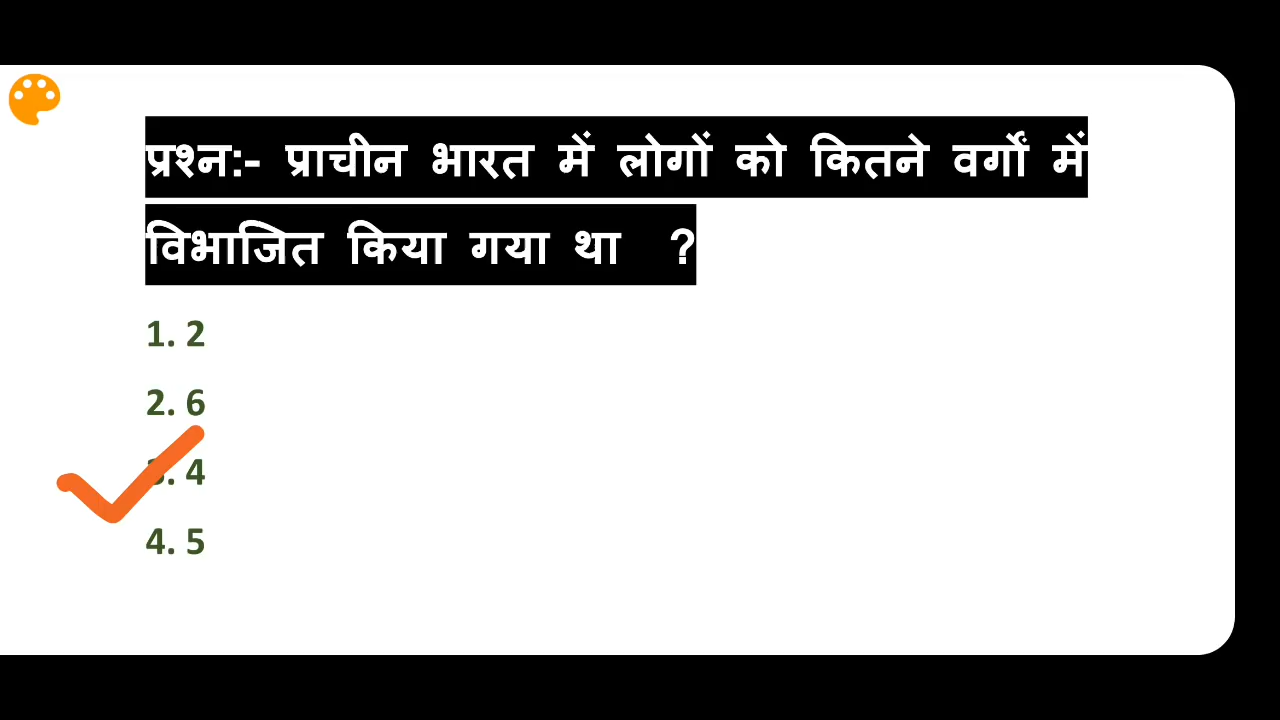 प्रश्न:- प्राचीन भारत में लोगों को कितने वर्गों में
विभाजित किया गया था ?
1. 2
2. 6
3. 4
4. 5